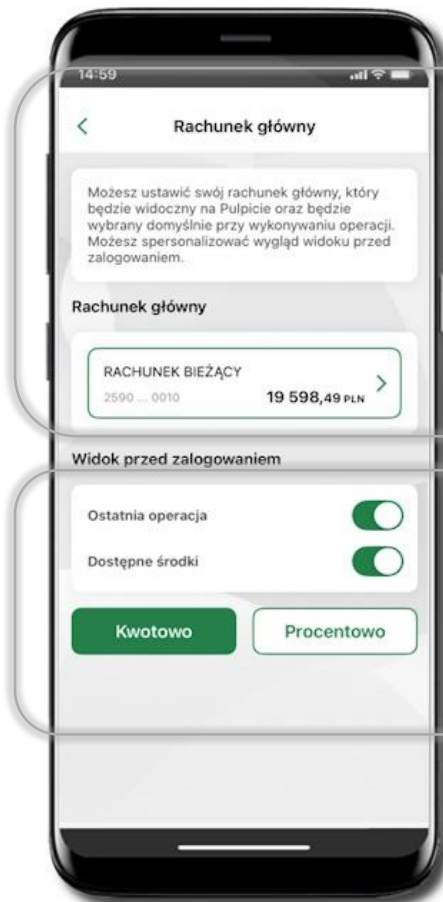 14:59
Rachunek główny
Możesz ustawić swój rachunek główny, który
będzie widoczny na Pulpicie oraz będzie
wybrany domyślnie przy wykonywaniu operacji.
Możesz spersonalizować wygląd widoku przed
zalogowaniem.
Rachunek główny
RACHUNEK BIEŻĄCY
2590 ... 0010 19 598,49 PLN
Widok przed zalogowaniem
Ostatnia operacja
Dostępne środki
Kwotowo Procentowo